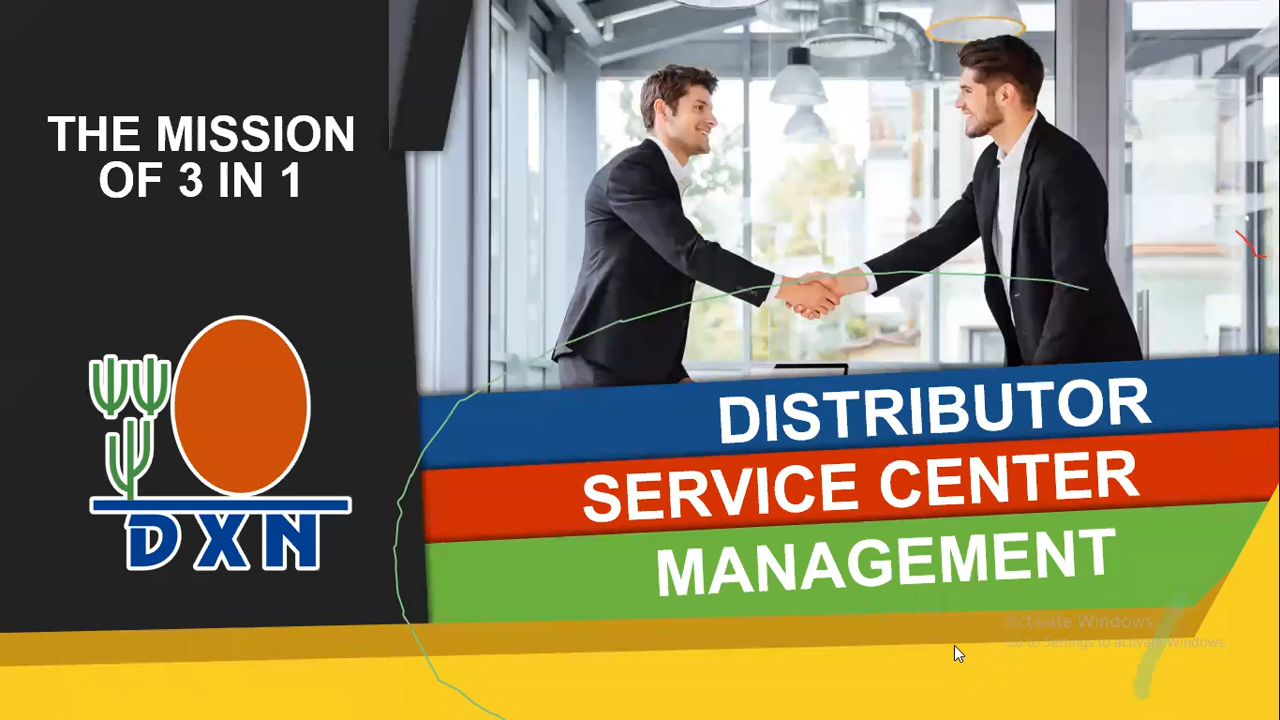 THE MISSION
OF 3 IN 1
DXN
DISTRIBUTOR
SERVICE CENTER
MANAGEMENT
Activate Windows
Go to Settings to activate Windows.